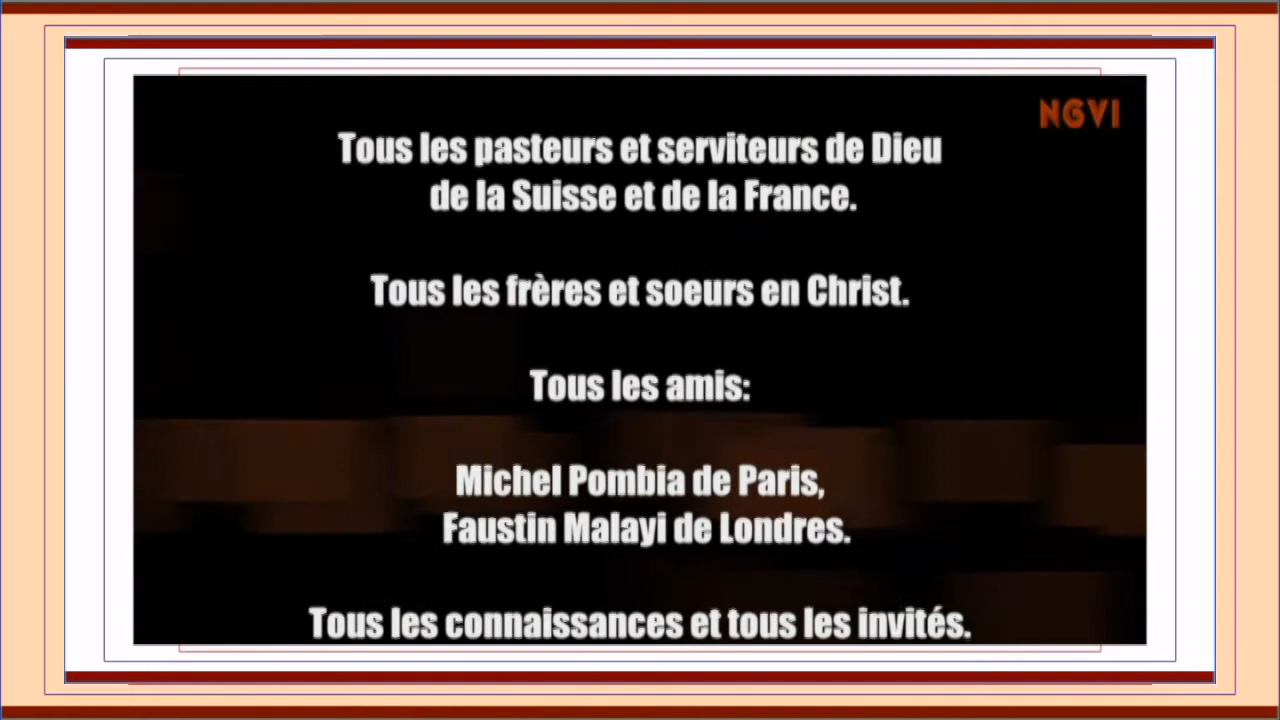 NGVI
Tous les pasteurs et serviteurs de Dieu
de la Suisse et de la France.
Tous les frères et soeurs en Christ.
Tous les amis:
Michel Pombia de Paris,
Faustin Malayi de Londres.
Tous les connaissances et tous les invités.